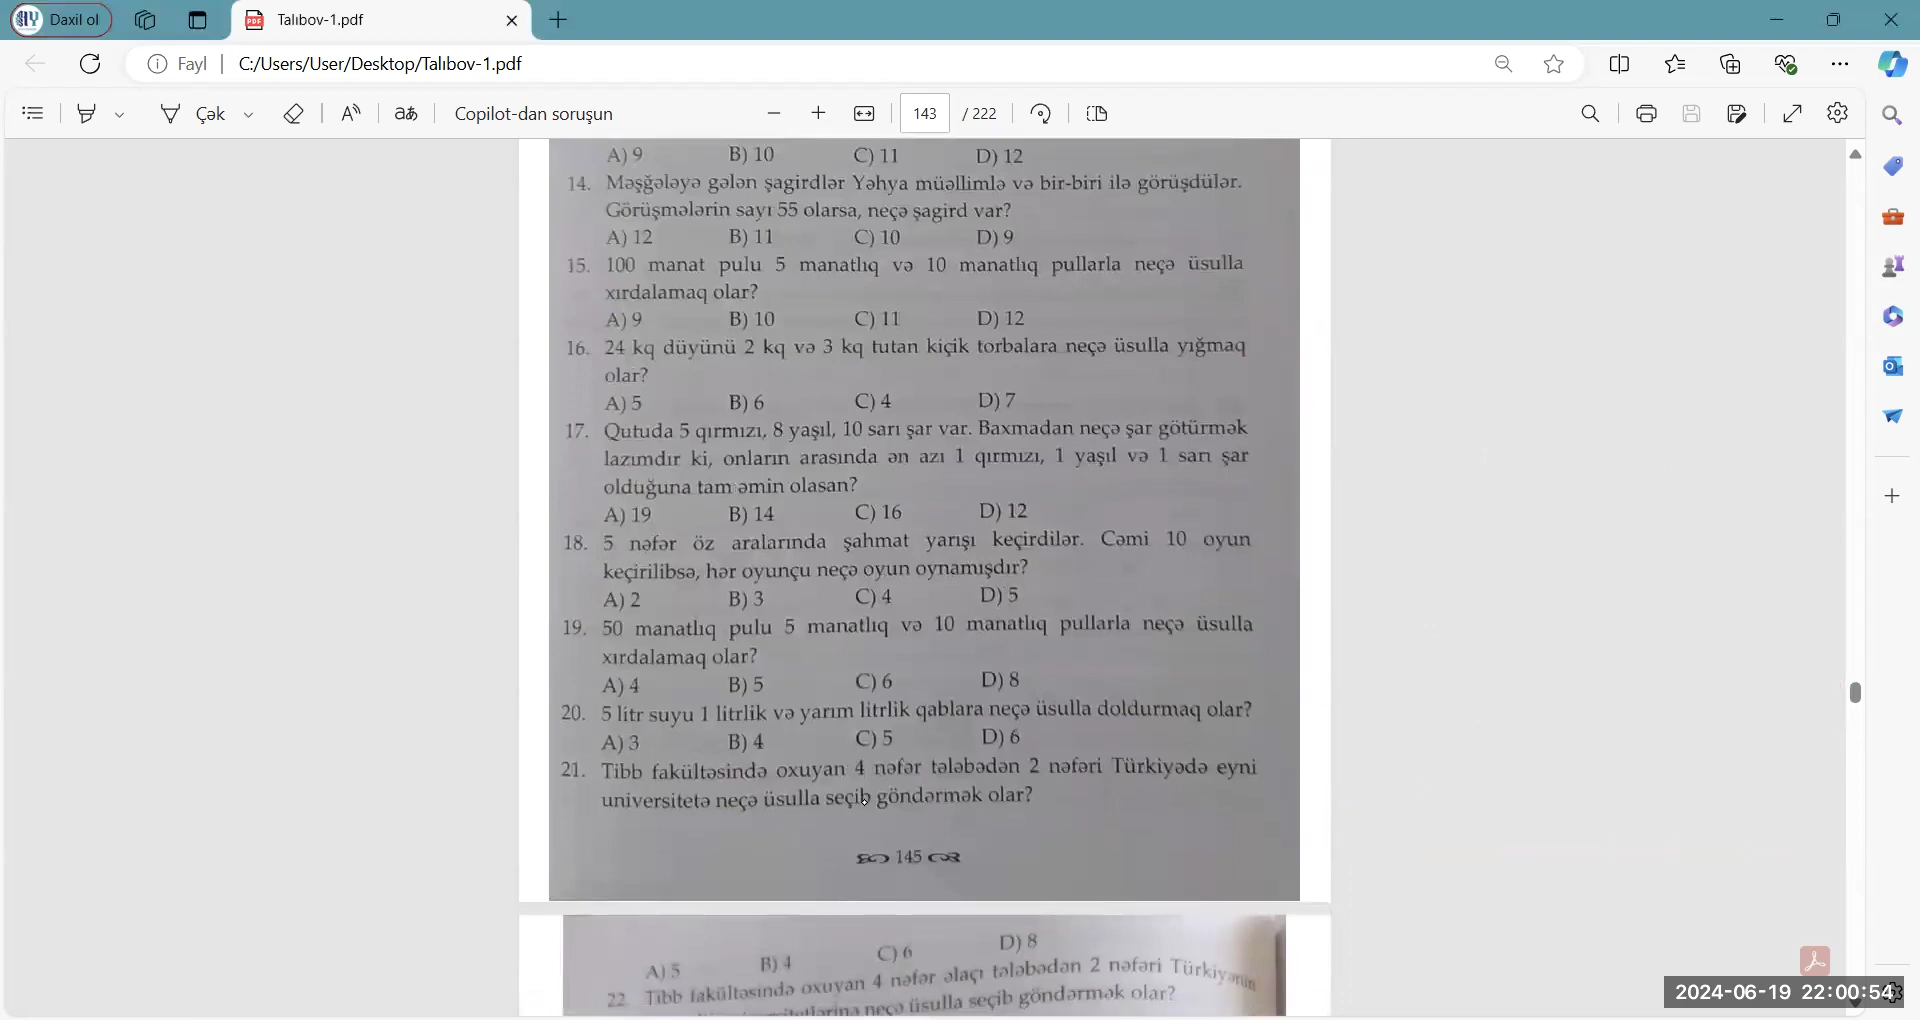 Daxil ol
Talıbov-1.pdf
Fayl
C:/Users/User/Desktop/Talıbov-1.pdf
Çək
Copilot-dan soruşun
143 / 222
A) 9 B) 10 C) 11 D) 12
14. Məşğələyə gələn şagirdlər Yəhya müəllimlə və bir-biri ilə görüşdülər.
Görüşmələrin sayı 55 olarsa, neçə şagird var?
A) 12 B) 11 C) 10 D) 9
15. 100 manat pulu 5 manatlıq və 10 manatlıq pullarla neçə üsulla
xırdalamaq olar?
A) 9 B) 10 C) 11 D) 12
16. 24 kq düyünü 2 kq və 3 kq tutan kiçik torbalara neçə üsulla yığmaq
olar?
A) 5 B) 6 C) 4 D) 7
17. Qutuda 5 qırmızı, 8 yaşıl, 10 sarı şar var. Baxmadan neçə şar götürmək
lazımdır ki, onların arasında ən azı 1 qırmızı, 1 yaşıl və 1 sarı şar
olduğuna tam əmin olasan?
A) 19 B) 14 C) 16 D) 12
18. 5 nəfər öz aralarında şahmat yarışı keçirdilər. Cəmi 10 oyun
keçirilibsə, hər oyunçu neçə oyun oynamışdır?
A) 2 B) 3 C) 4 D) 5
19. 50 manatlıq pulu 5 manatlıq və 10 manatlıq pullarla neçə üsulla
xırdalamaq olar?
A) 4 B) 5 C) 6 D) 8
20. 5 litr suyu 1 litrlik və yarım litrlik qablara neçə üsulla doldurmaq olar?
A) 3 B) 4 C) 5 D) 6
21. Tibb fakültəsində oxuyan 4 nəfər tələbədən 2 nəfəri Türkiyədə eyni
universitetə neçə üsulla seçib göndərmək olar?
145
A) 5 B) 4 C) 6 D) 8
22 Tibb fakültəsində oxuyan 4 nəfər əlaçı tələbədən 2 nəfəri Türkiyənin
neçə üsulla seçib göndərmək olar?
2024-06-19 22:00:54